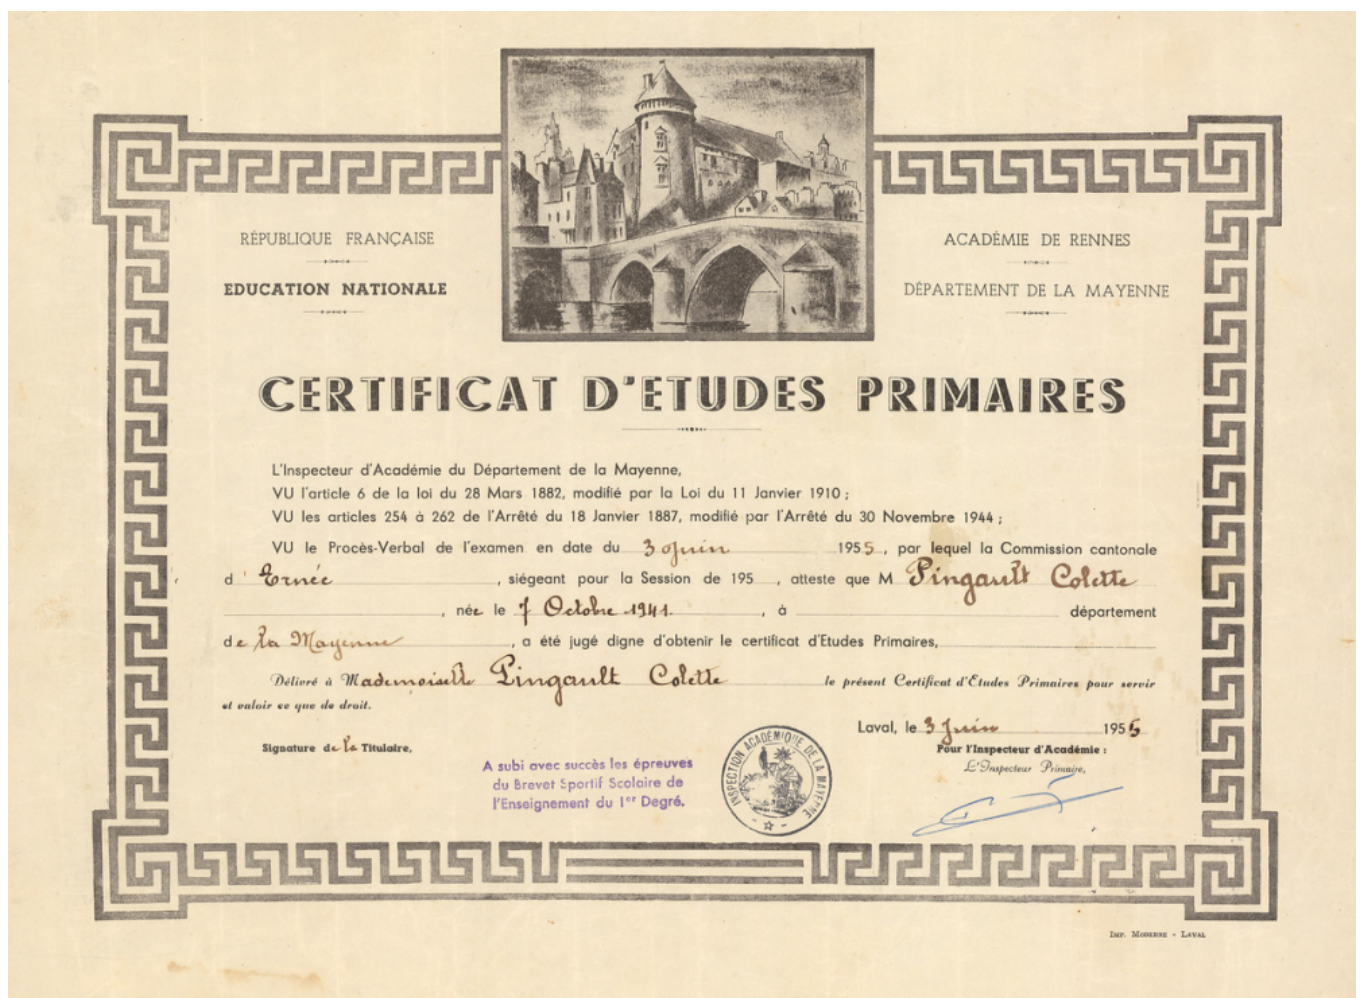 RÉPUBLIQUE FRANÇAISE
EDUCATION NATIONALE
ACADÉMIE DE RENNES
DÉPARTEMENT DE LA MAYENNE
CERTIFICAT D'ETUDES PRIMAIRES
L'Inspecteur d'Académie du Département de la Mayenne,
VU l'article 6 de la loi du 28 Mars 1882, modifié par la Loi du 11 Janvier 1910 ;
VU les articles 254 à 262 de l'Arrêté du 18 Janvier 1887, modifié par l'Arrêté du 30 Novembre 1944 ;
VU le Procès-Verbal de l'examen en date du 3 Juin 1955, par lequel la Commission cantonale
d' Ernée, siégeant pour la Session de 195 , atteste que M Pingault Colette
, née le 7 Octobre 1941. , à département
de la Mayenne, a été jugé digne d'obtenir le certificat d'Etudes Primaires,
Délivré à Mademoiselle Pingault Colette le présent Certificat d'Etudes Primaires pour servir
et valoir ce que de droit.
Laval, le 3 Juin 1955
Signature de la Titulaire,
Pour l'Inspecteur d'Académie :
L'Inspecteur Primaire,
A subi avec succès les épreuves
du Brevet Sportif Scolaire de
l'Enseignement du 1er Degré.
INSPECTION ACADÉMIQUE DE LA MAYENNE
IMP. MODERNE - LAVAL